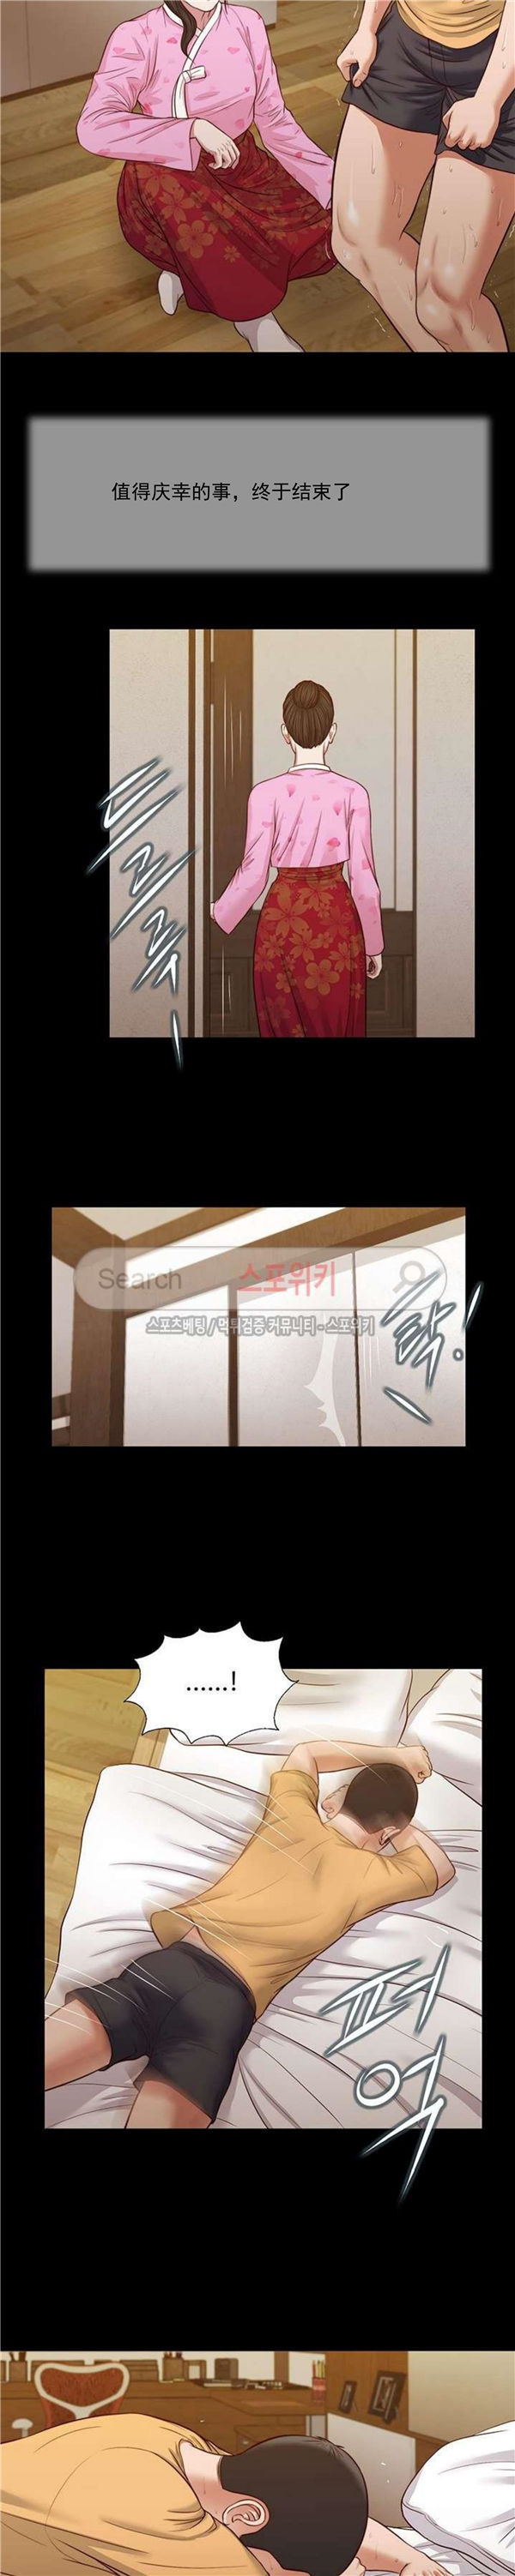 值得庆幸的事，终于结束了
드르륵
Search 스포위키
스포츠베팅 / 먹튀검증 커뮤니티 - 스포위키
탁!
......!
퍼억